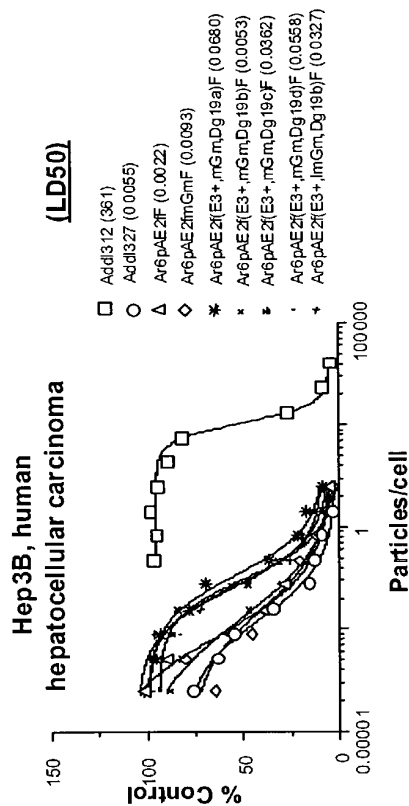 Hep3B, human
hepatocellular carcinoma
(LD50)
Addl312 (361)
Addl327 (0.0055)
Ar6pAE2fF (0.0022)
Ar6pAE2fmGmF (0.0093)
Ar6pAE2f(E3+,mGm,Dg19a)F (0.0680)
Ar6pAE2f(E3+,mGm,Dg19b)F (0.0053)
Ar6pAE2f(E3+,mGm,Dg19c)F (0.0362)
Ar6pAE2f(E3+,mGm,Dg19d)F (0.0558)
Ar6pAE2f(E3+,ImGm,Dg19b)F (0.0327)
% Control
150
100
50
0
0.00001
1
100000
Particles/cell